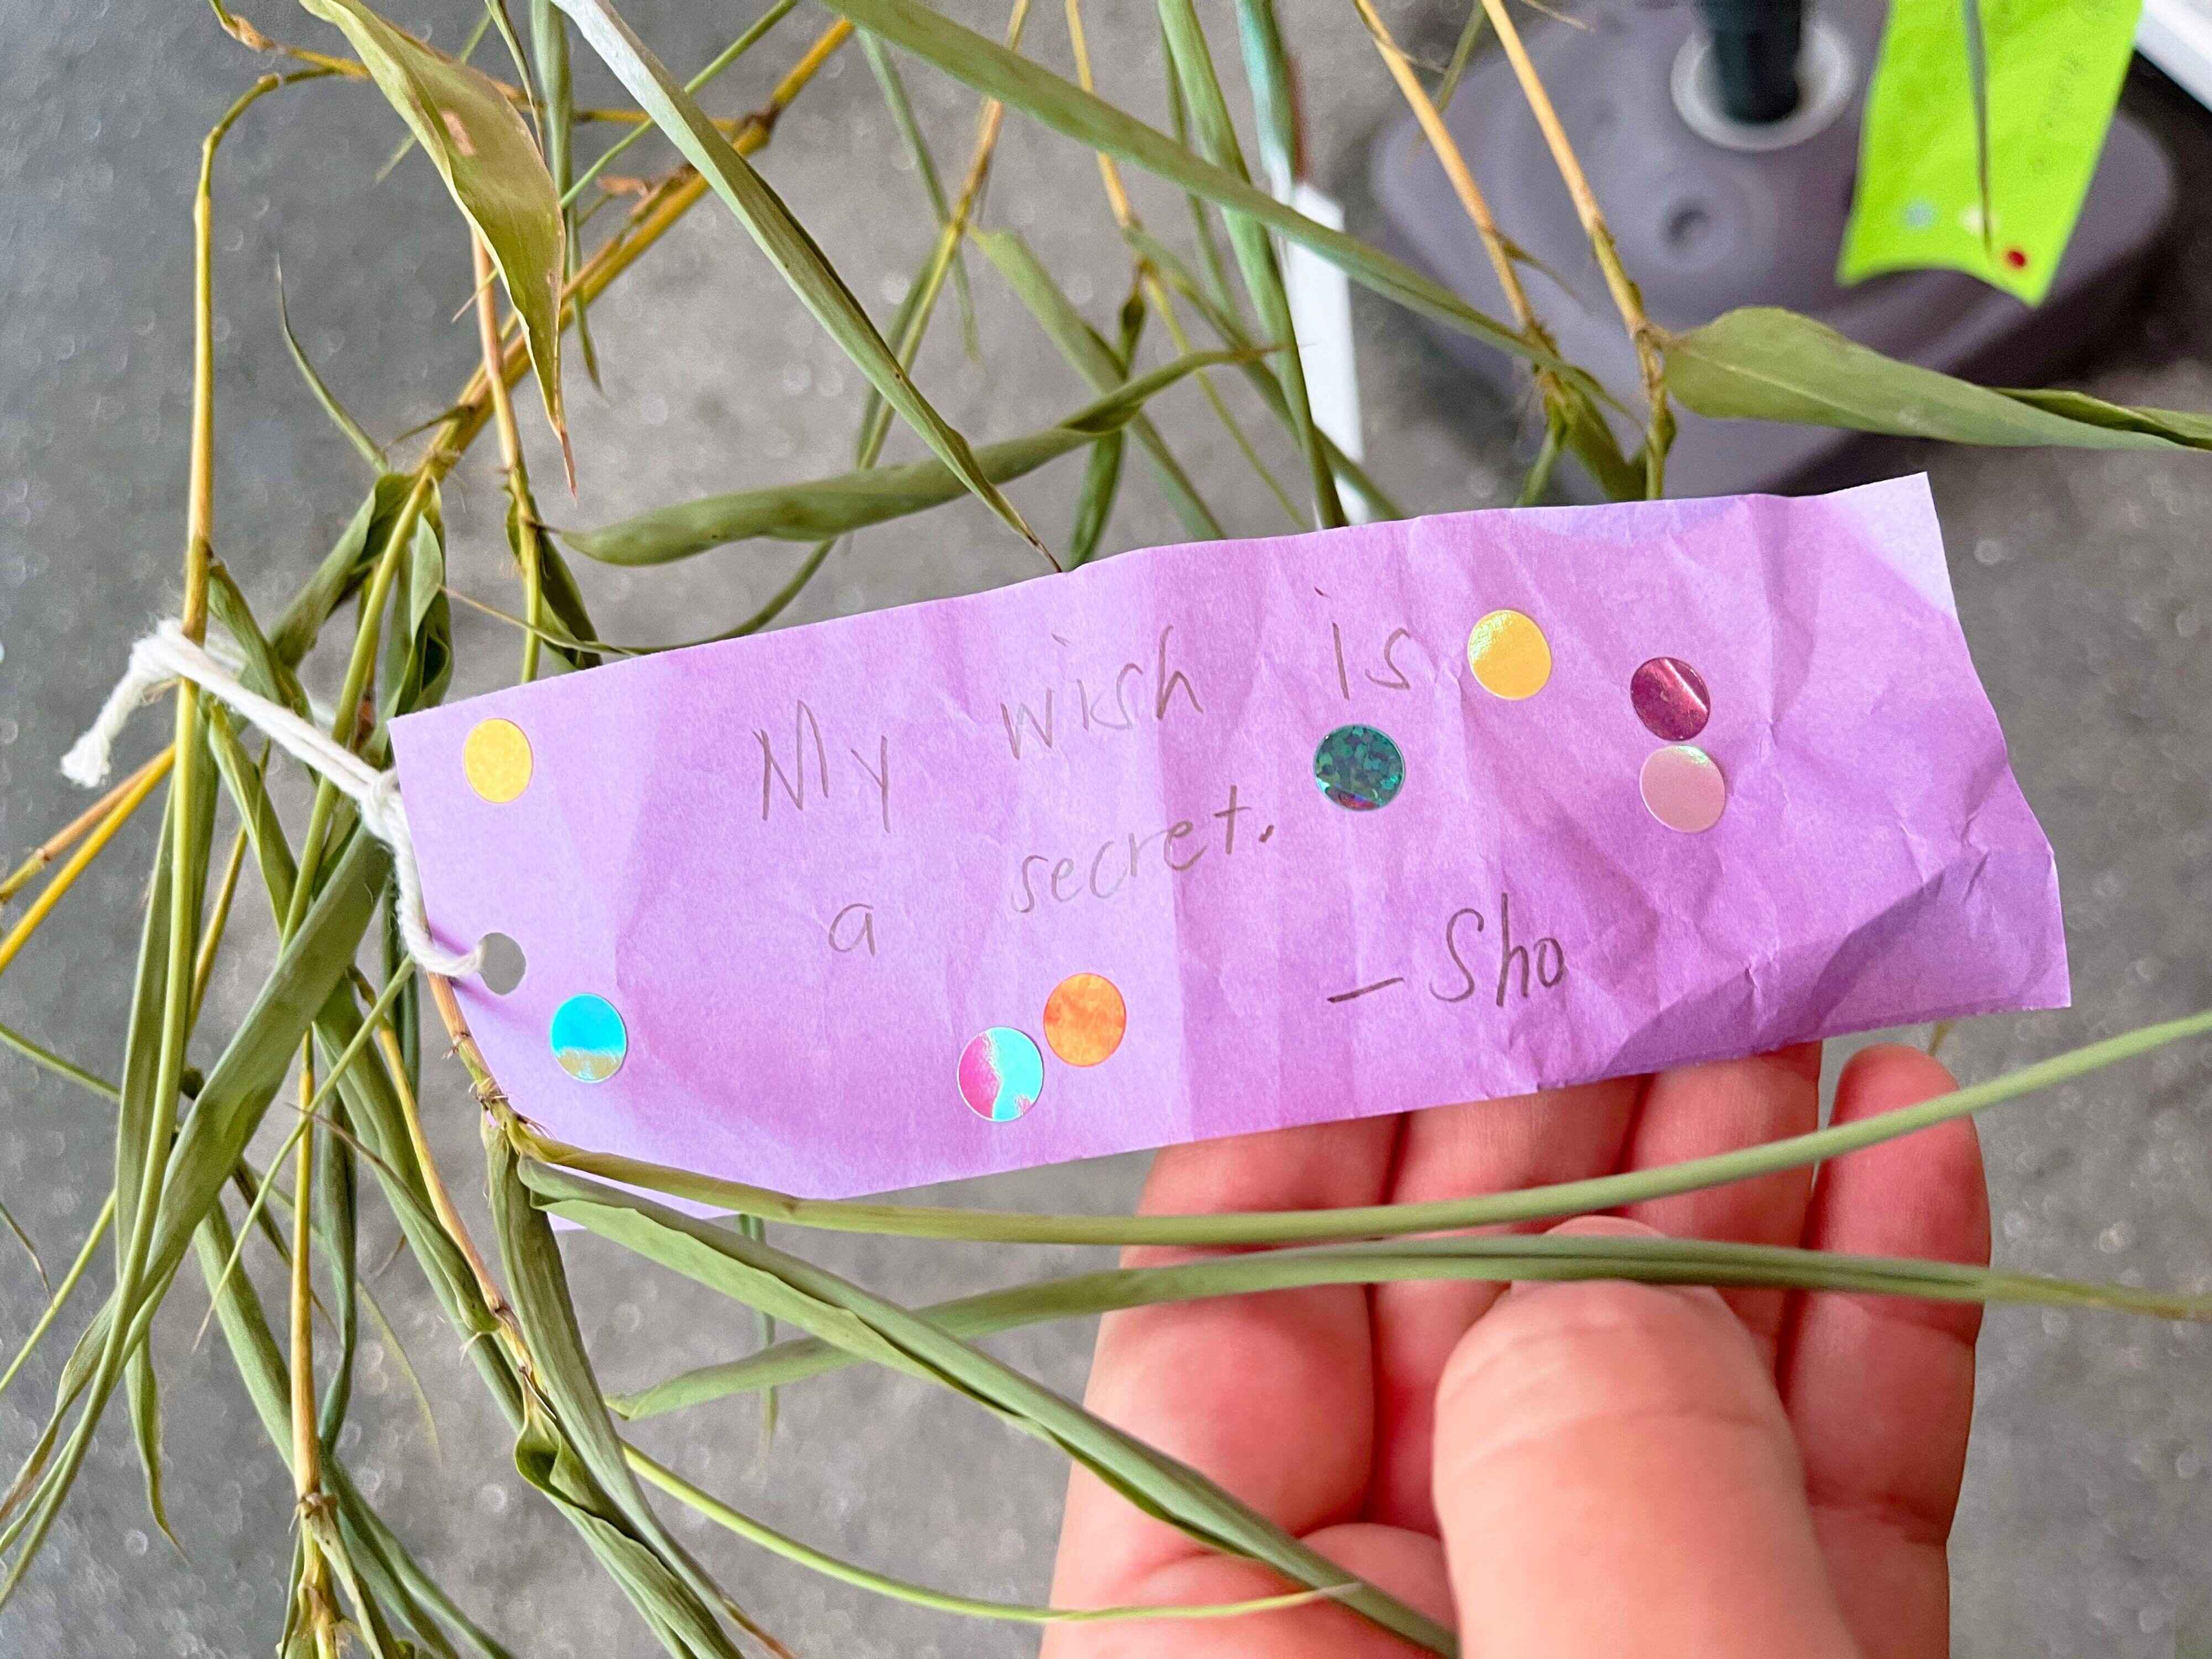 My wish is
a secret.
- Sho